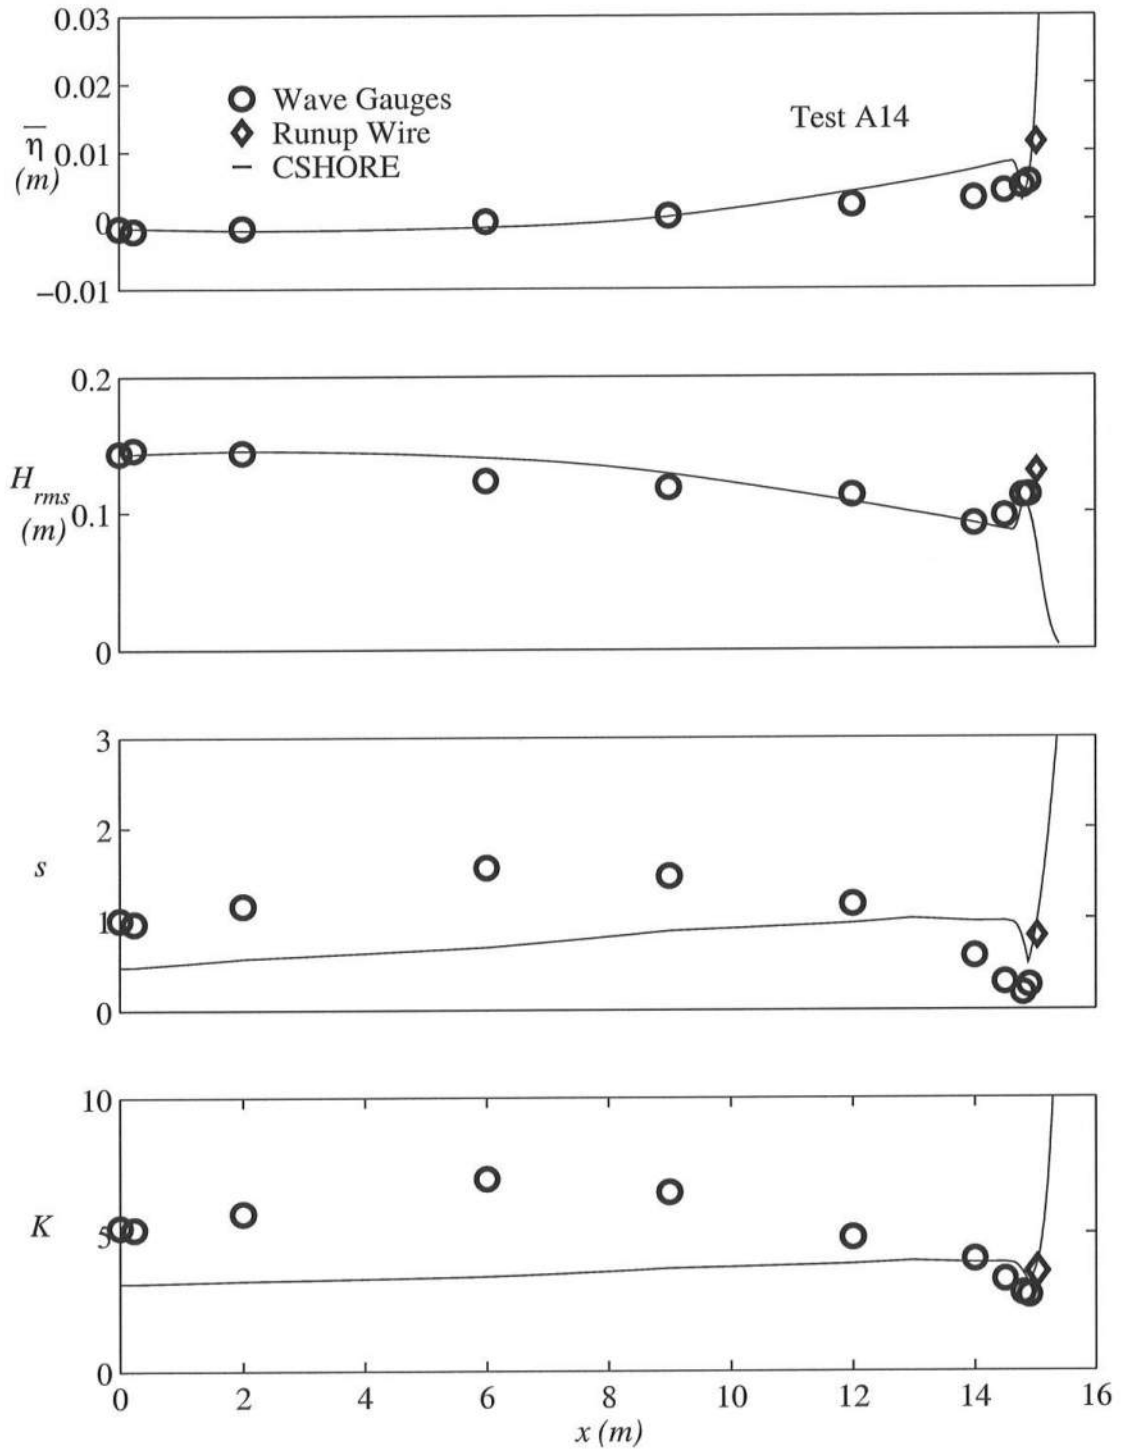 0.03
0.02
η
0.01
(m)
0
−0.01
Wave Gauges
Runup Wire
CSHORE
Test A14
0.2
H rms
(m)
0.1
0
3
2
s
1
0
10
K
5
0
0 2 4 6 8 10 12 14 16
x (m)